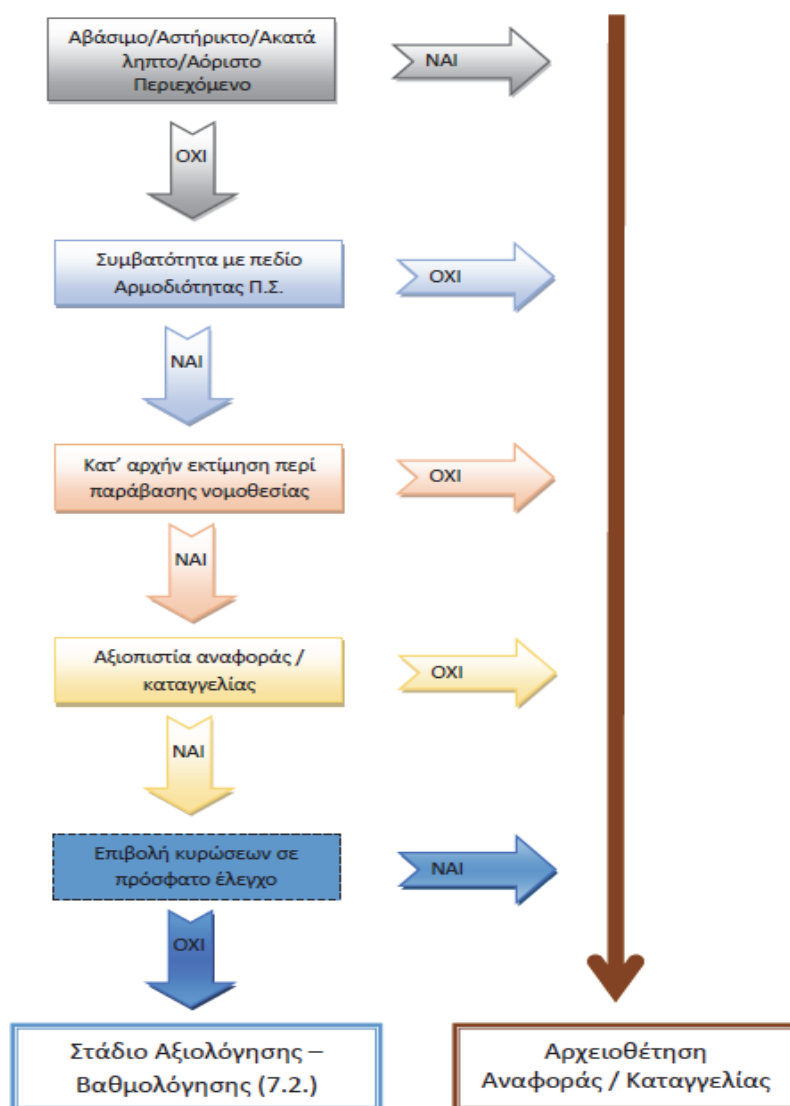 Αβάσιμο/Αστήρικτο/Ακατά
ληπτο/Αόριστο
Περιεχόμενο
ΝΑΙ
ΟΧΙ
Συμβατότητα με πεδίο
Αρμοδιότητας Π.Σ.
ΟΧΙ
ΝΑΙ
Κατ’ αρχήν εκτίμηση περί
παράβασης νομοθεσίας
ΟΧΙ
ΝΑΙ
Αξιοπιστία αναφοράς /
καταγγελίας
ΟΧΙ
ΝΑΙ
Επιβολή κυρώσεων σε
πρόσφατο έλεγχο
ΝΑΙ
ΟΧΙ
Στάδιο Αξιολόγησης –
Βαθμολόγησης (7.2.)
Αρχειοθέτηση
Αναφοράς / Καταγγελίας